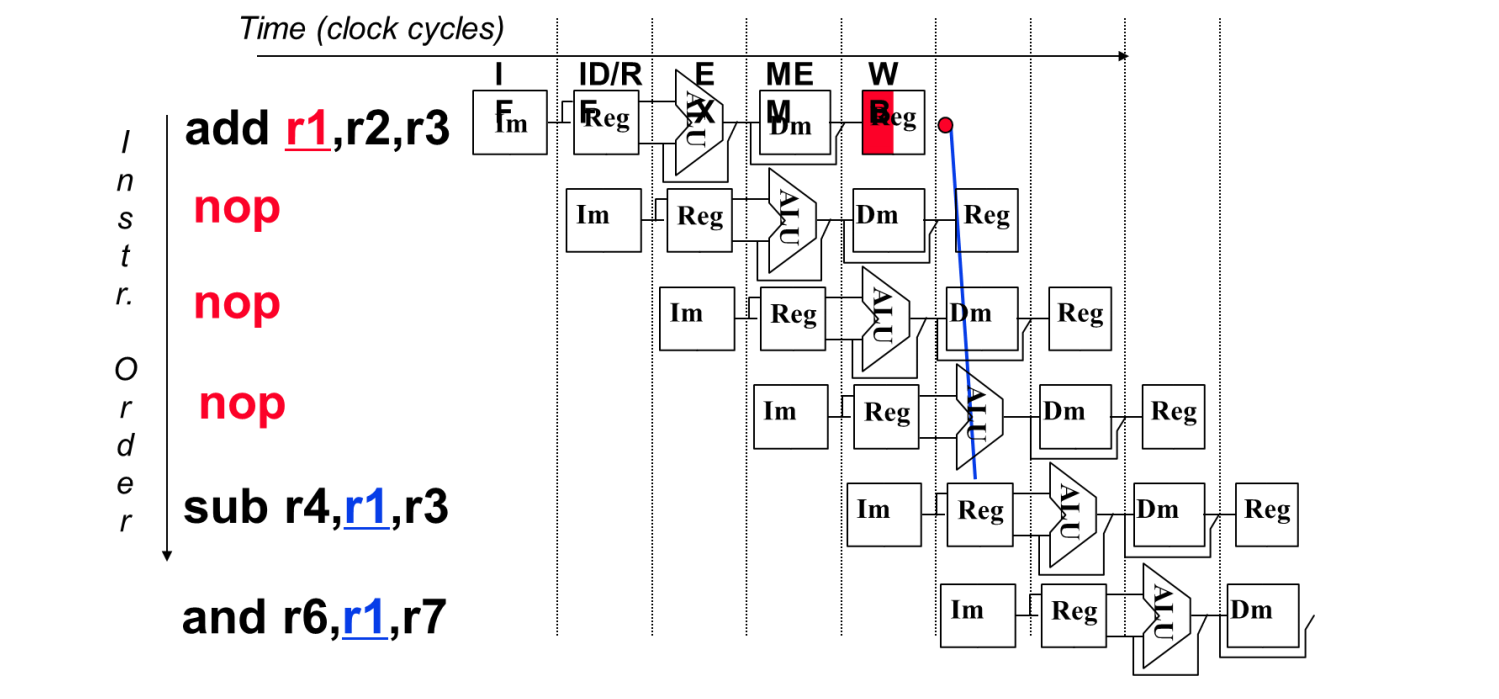 Time (clock cycles)
IF ID/RF EX MEM WB
Instr. Order
add r1,r2,r3 Im Reg ALU Dm Reg
nop Im Reg ALU Dm Reg
nop Im Reg ALU Dm Reg
nop Im Reg ALU Dm Reg
sub r4,r1,r3 Im Reg ALU Dm Reg
and r6,r1,r7 Im Reg ALU Dm